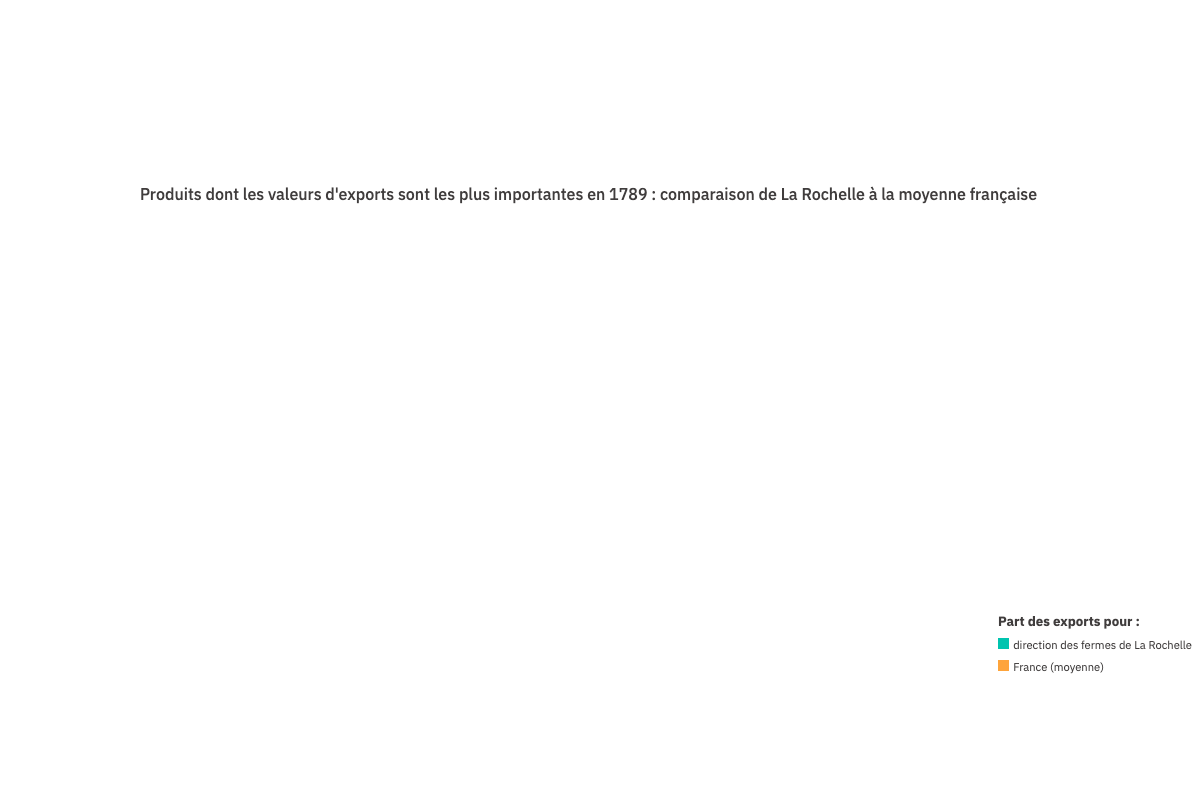 Produits dont les valeurs d'exports sont les plus importantes en 1789 : comparaison de La Rochelle à la moyenne française
Part des exports pour :
direction des fermes de La Rochelle
France (moyenne)